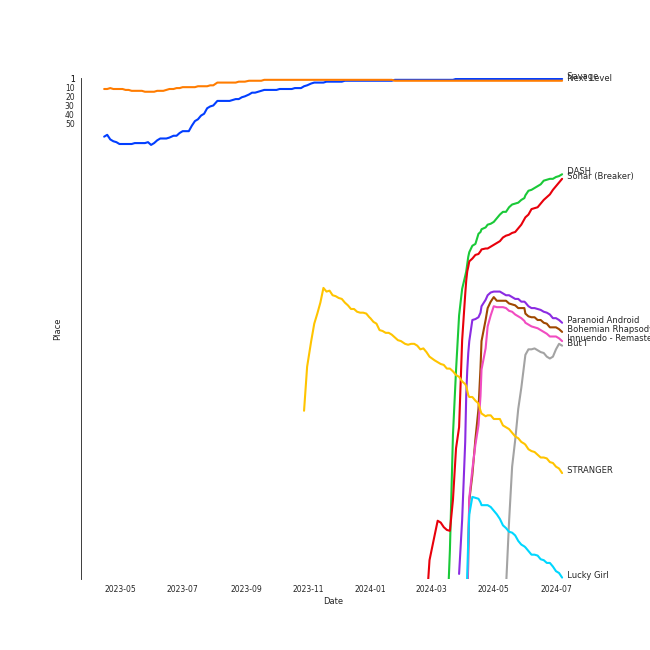 1
10
20
30
40
50
Place
Savage
Next Level
DASH
Sonar (Breaker)
Paranoid Android
Bohemian Rhapsody
Innuendo - Remaste
But I
STRANGER
Lucky Girl
2023-05
2023-07
2023-09
2023-11
2024-01
2024-03
2024-05
2024-07
Date